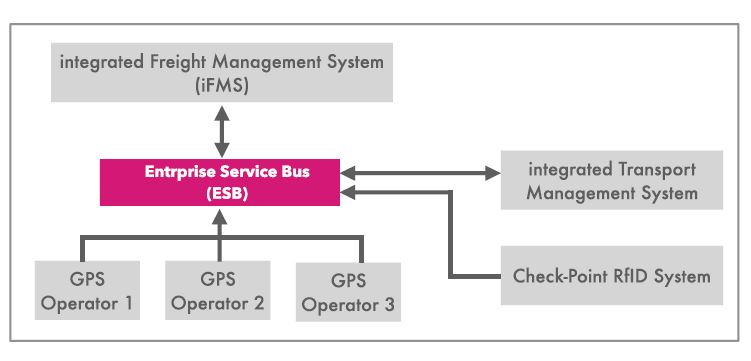 integrated Freight Management System
(iFMS)
Entrprise Service Bus
(ESB)
integrated Transport
Management System
GPS
Operator 1
GPS
Operator 2
GPS
Operator 3
Check-Point RfID System